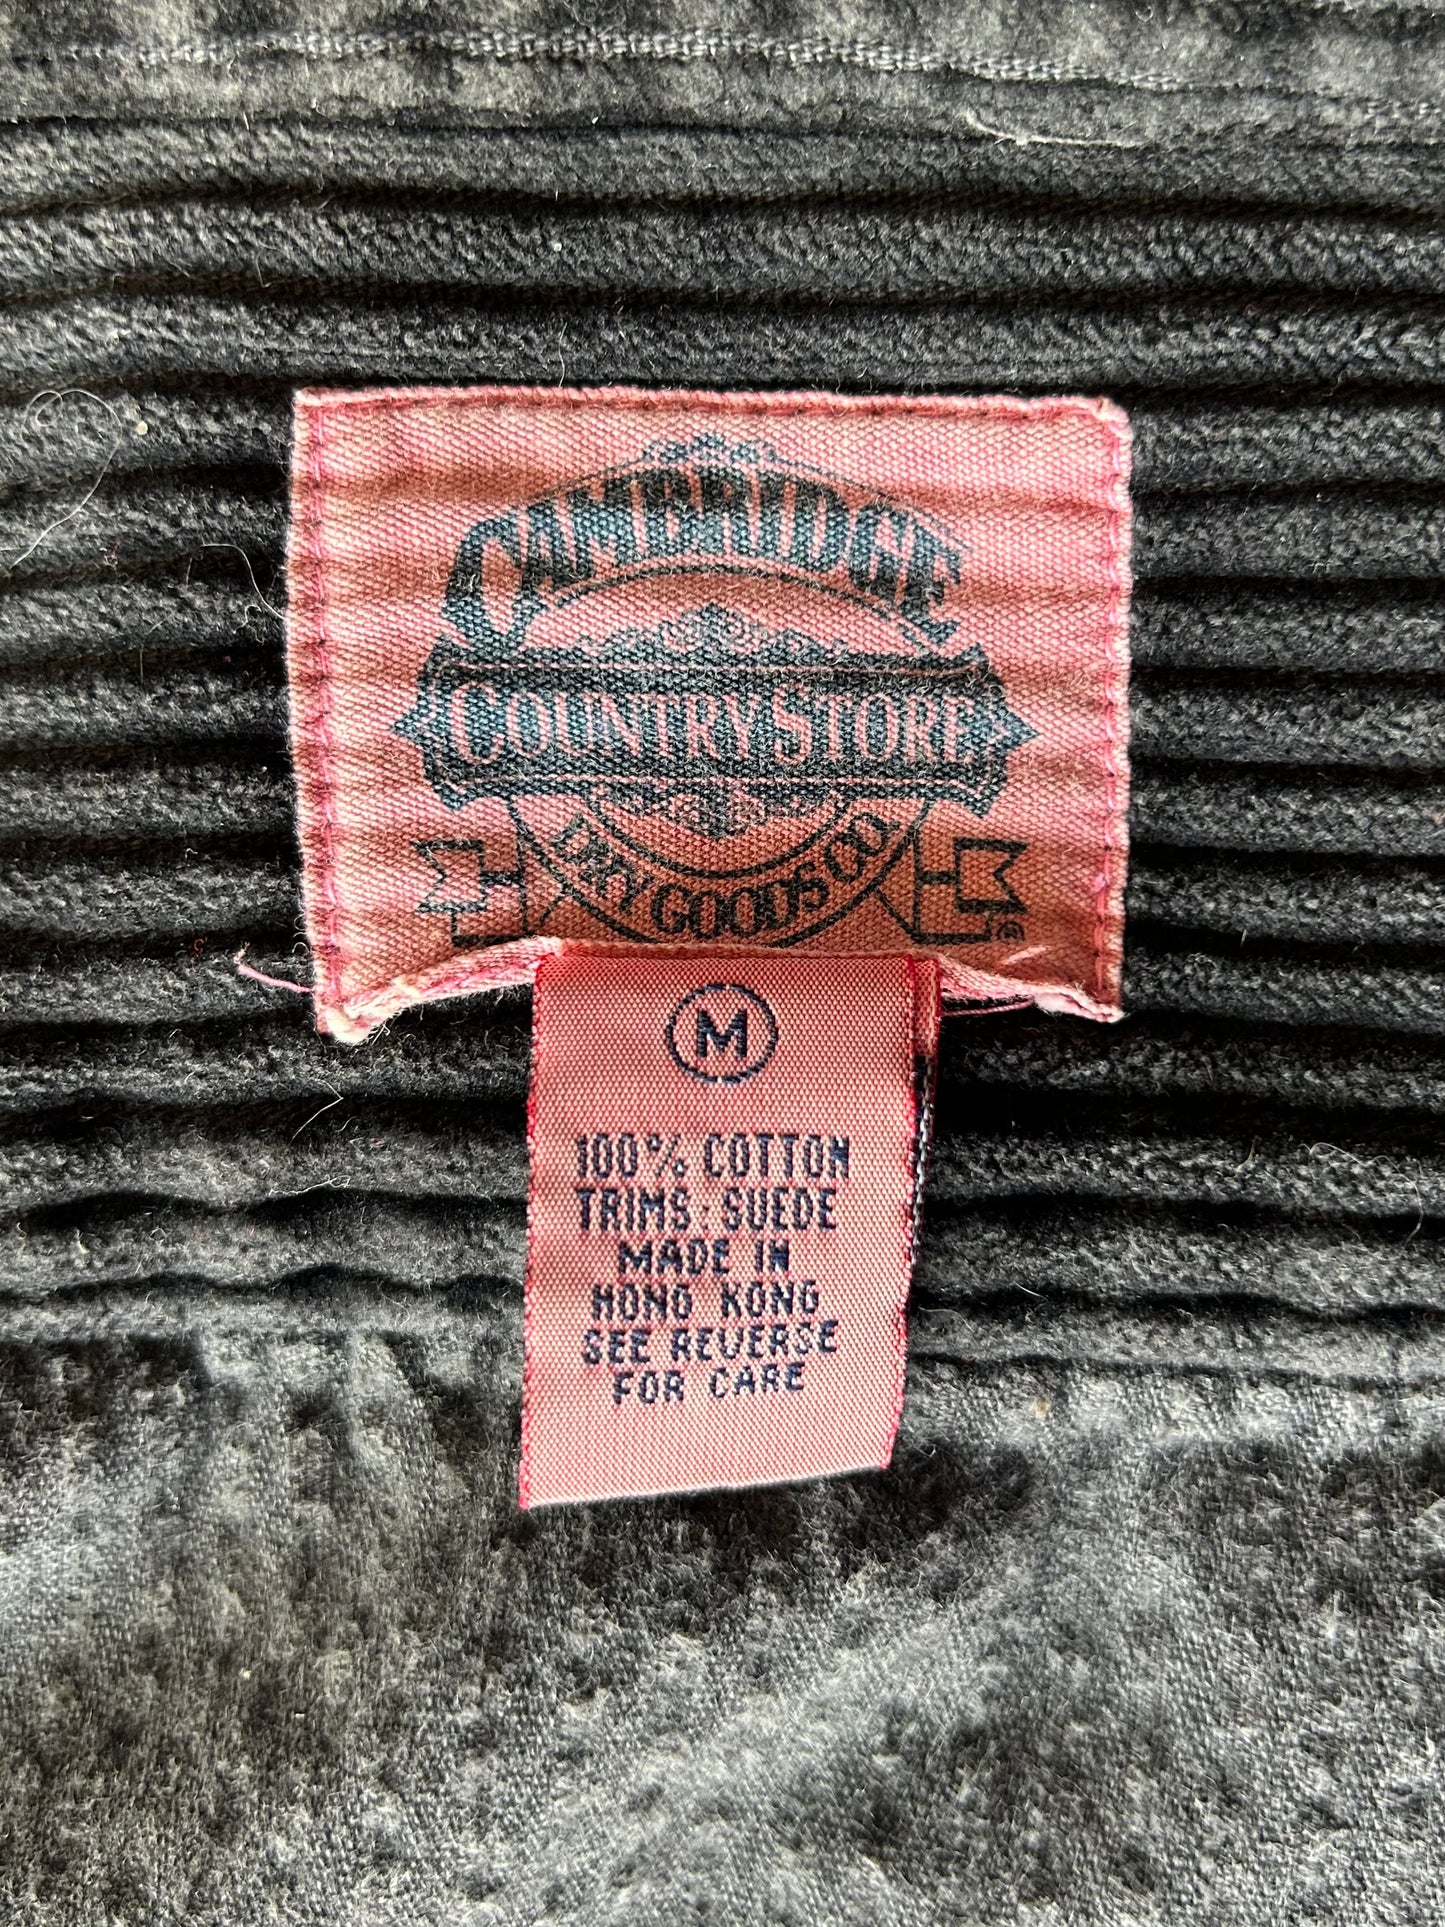 CAMBRIDGE
COUNTRY STORE
DRY GOODS CO.
®
M
100% COTTON
TRIMS: SUEDE
MADE IN
HONG KONG
SEE REVERSE
FOR CARE